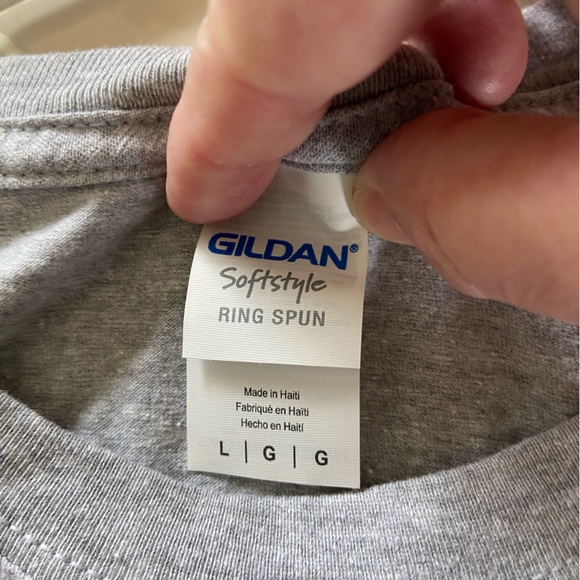 GILDAN®
Softstyle
RING SPUN
Made in Haiti
Fabriqué en Haïti
Hecho en Haití
L | G | G